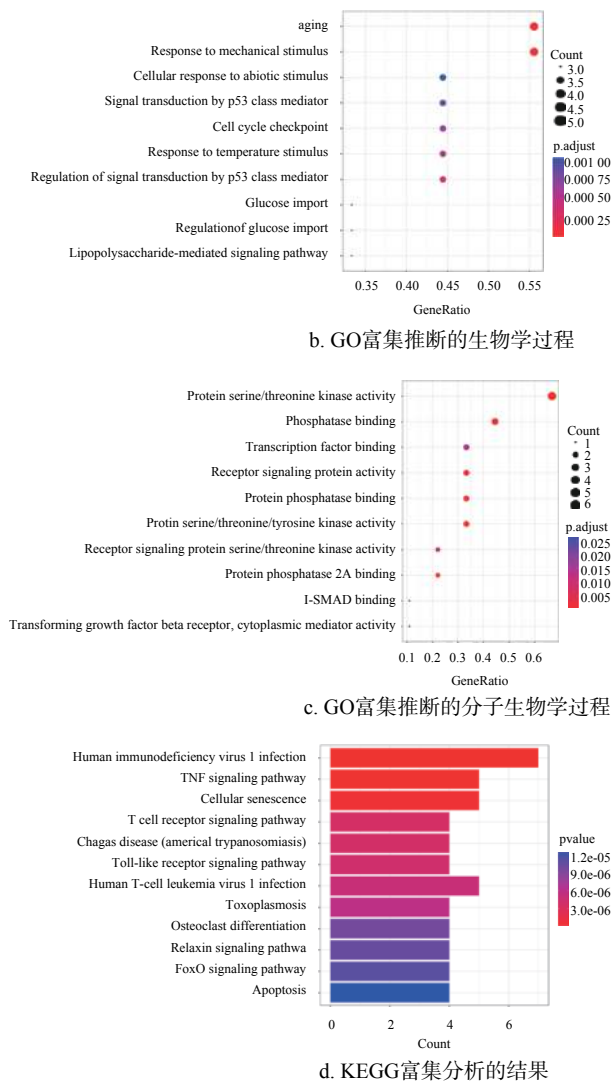 aging
Response to mechanical stimulus
Cellular response to abiotic stimulus
Signal transduction by p53 class mediator
Cell cycle checkpoint
Response to temperature stimulus
Regulation of signal transduction by p53 class mediator
Glucose import
Regulationof glucose import
Lipopolysaccharide-mediated signaling pathway
Count
3.0
3.5
4.0
4.5
5.0
p.adjust
0.001 00
0.000 75
0.000 50
0.000 25
0.35 0.40 0.45 0.50 0.55
GeneRatio
b. GO富集推断的生物学过程
Protein serine/threonine kinase activity
Phosphatase binding
Transcription factor binding
Receptor signaling protein activity
Protein phosphatase binding
Protin serine/threonine/tyrosine kinase activity
Receptor signaling protein serine/threonine kinase activity
Protein phosphatase 2A binding
I-SMAD binding
Transforming growth factor beta receptor, cytoplasmic mediator activity
Count
1
2
3
4
5
6
p.adjust
0.025
0.020
0.015
0.010
0.005
0.1 0.2 0.3 0.4 0.5 0.6
GeneRatio
c. GO富集推断的分子生物学过程
Human immunodeficiency virus 1 infection
TNF signaling pathway
Cellular senescence
T cell receptor signaling pathway
Chagas disease (americal trypanosomiasis)
Toll-like receptor signaling pathway
Human T-cell leukemia virus 1 infection
Toxoplasmosis
Osteoclast differentiation
Relaxin signaling pathwa
FoxO signaling pathway
Apoptosis
pvalue
1.2e-05
9.0e-06
6.0e-06
3.0e-06
0 2 4 6
Count
d. KEGG富集分析的结果